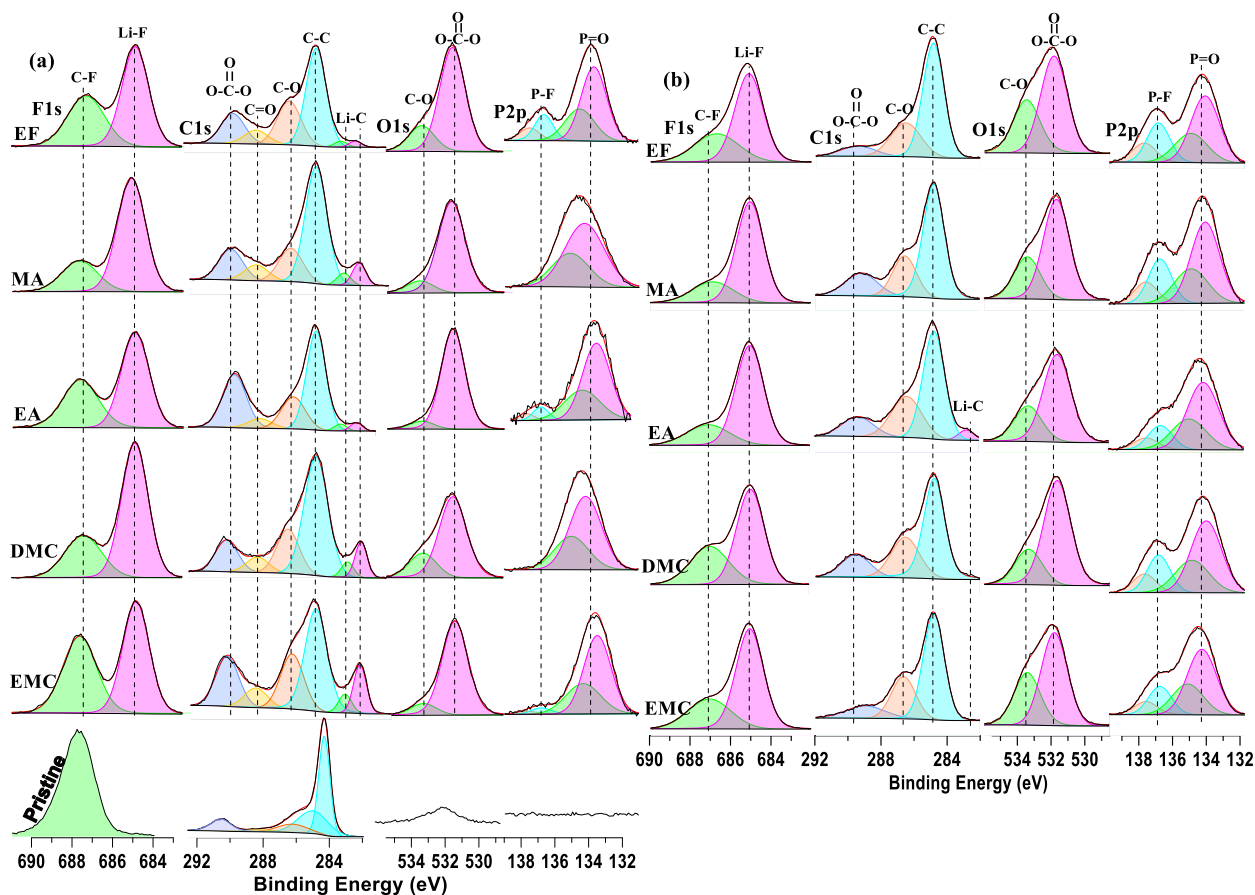 (a)
F1s
EF
C-F
Li-F
C1s
O
O-C-O
C=O
C-O
C-C
Li-C
O1s
C-O
O
O-C-O
P2p
P-F
P=O
MA
EA
DMC
EMC
Pristine
690 688 686 684
292 288 284
534 532 530
138 136 134 132
Binding Energy (eV)
(b)
F1s
EF
C-F
Li-F
C1s
O
O-C-O
C-O
C-C
O1s
C-O
O
O-C-O
P2p
P-F
P=O
MA
EA
Li-C
DMC
EMC
690 688 686 684
292 288 284
534 532 530
138 136 134 132
Binding Energy (eV)